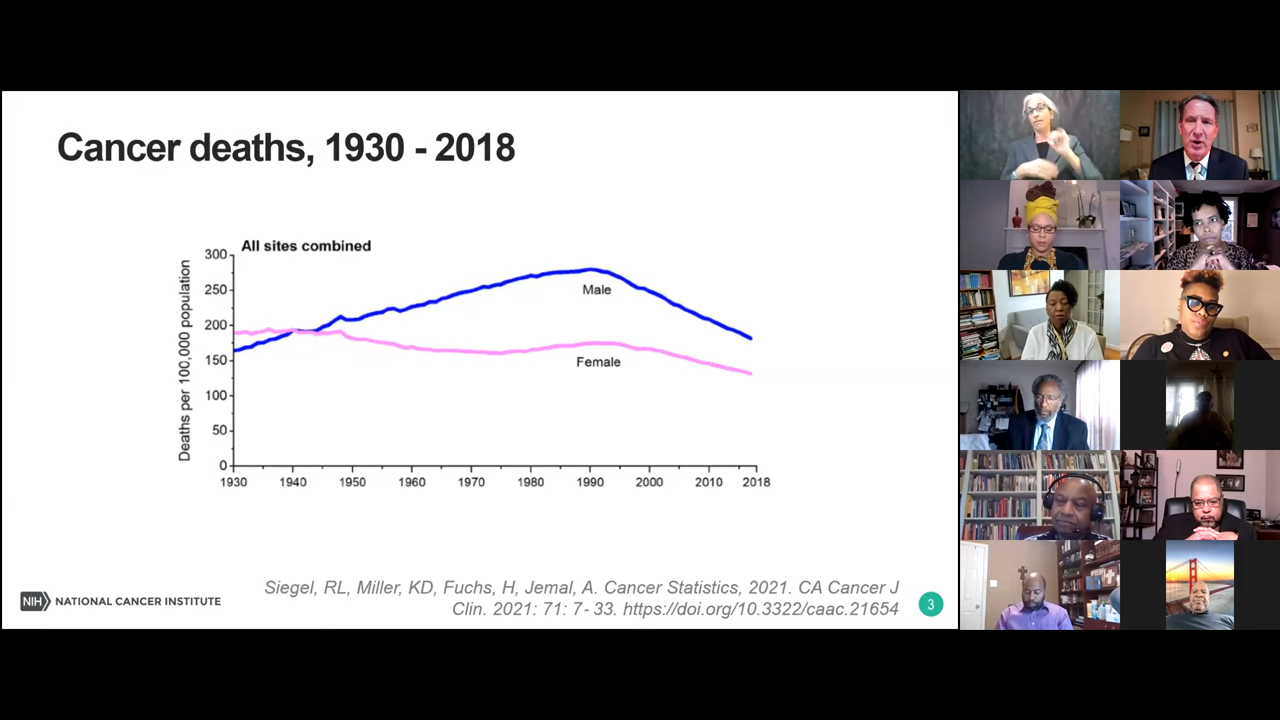 Cancer deaths, 1930 - 2018
All sites combined
300
250
200
150
100
50
0
Deaths per 100,000 population
Male
Female
1930 1940 1950 1960 1970 1980 1990 2000 2010 2018
Siegel, RL, Miller, KD, Fuchs, H, Jemal, A. Cancer Statistics, 2021. CA Cancer J
Clin. 2021: 71: 7- 33. https://doi.org/10.3322/caac.21654
NIH NATIONAL CANCER INSTITUTE
3